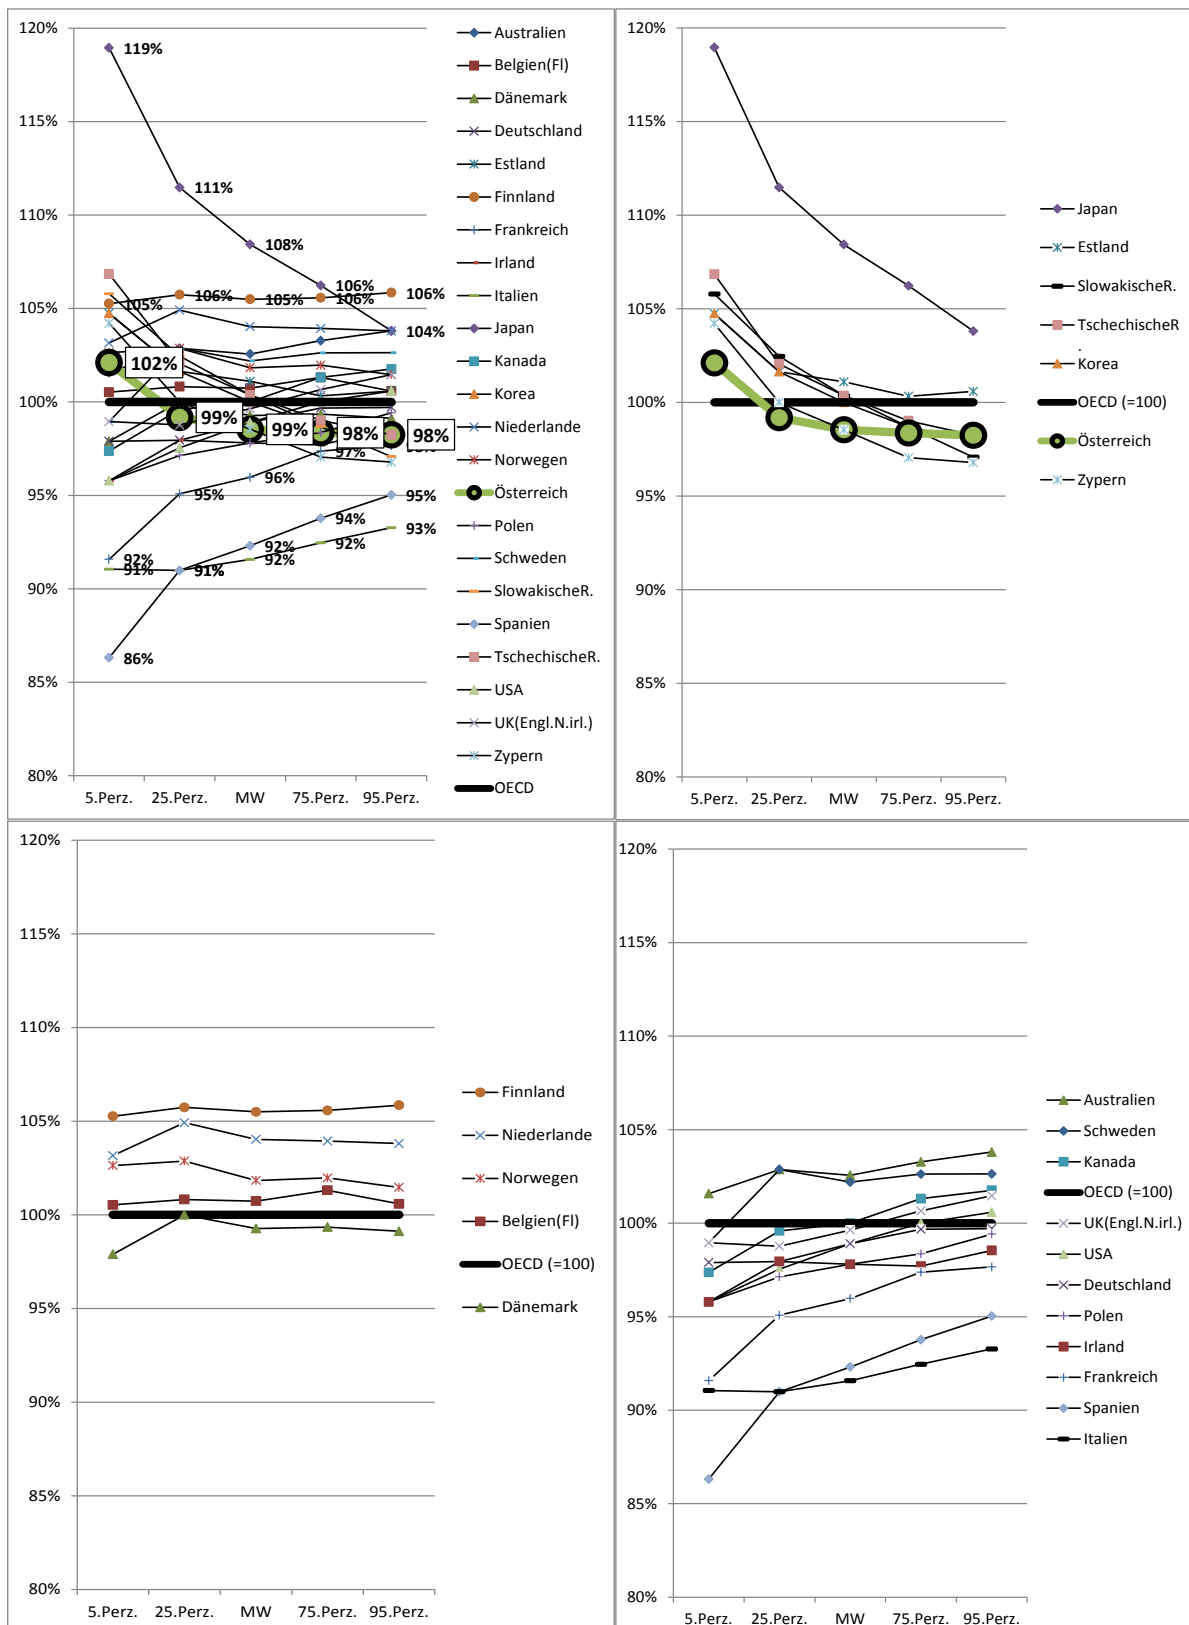 120%
115%
110%
105%
100%
95%
90%
85%
80%
119%
111%
108%
106%
105%
106%
105%
106%
106%
104%
102%
99%
99%
98%
98%
97%
96%
95%
92%
91%
91%
92%
92%
94%
92%
95%
93%
86%
5.Perz.
25.Perz.
MW
75.Perz.
95.Perz.
Australien
Belgien(Fl)
Dänemark
Deutschland
Estland
Finnland
Frankreich
Irland
Italien
Japan
Kanada
Korea
Niederlande
Norwegen
Österreich
Polen
Schweden
SlowakischeR.
Spanien
TschechischeR.
USA
UK(Engl.N.irl.)
Zypern
OECD
120%
115%
110%
105%
100%
95%
90%
85%
80%
5.Perz.
25.Perz.
MW
75.Perz.
95.Perz.
Japan
Estland
SlowakischeR.
TschechischeR
.
Korea
OECD (=100)
Österreich
Zypern
120%
115%
110%
105%
100%
95%
90%
85%
80%
5.Perz.
25.Perz.
MW
75.Perz.
95.Perz.
Finnland
Niederlande
Norwegen
Belgien(Fl)
OECD (=100)
Dänemark
120%
115%
110%
105%
100%
95%
90%
85%
80%
5.Perz.
25.Perz.
MW
75.Perz.
95.Perz.
Australien
Schweden
Kanada
OECD (=100)
UK(Engl.N.irl.)
USA
Deutschland
Polen
Irland
Frankreich
Spanien
Italien